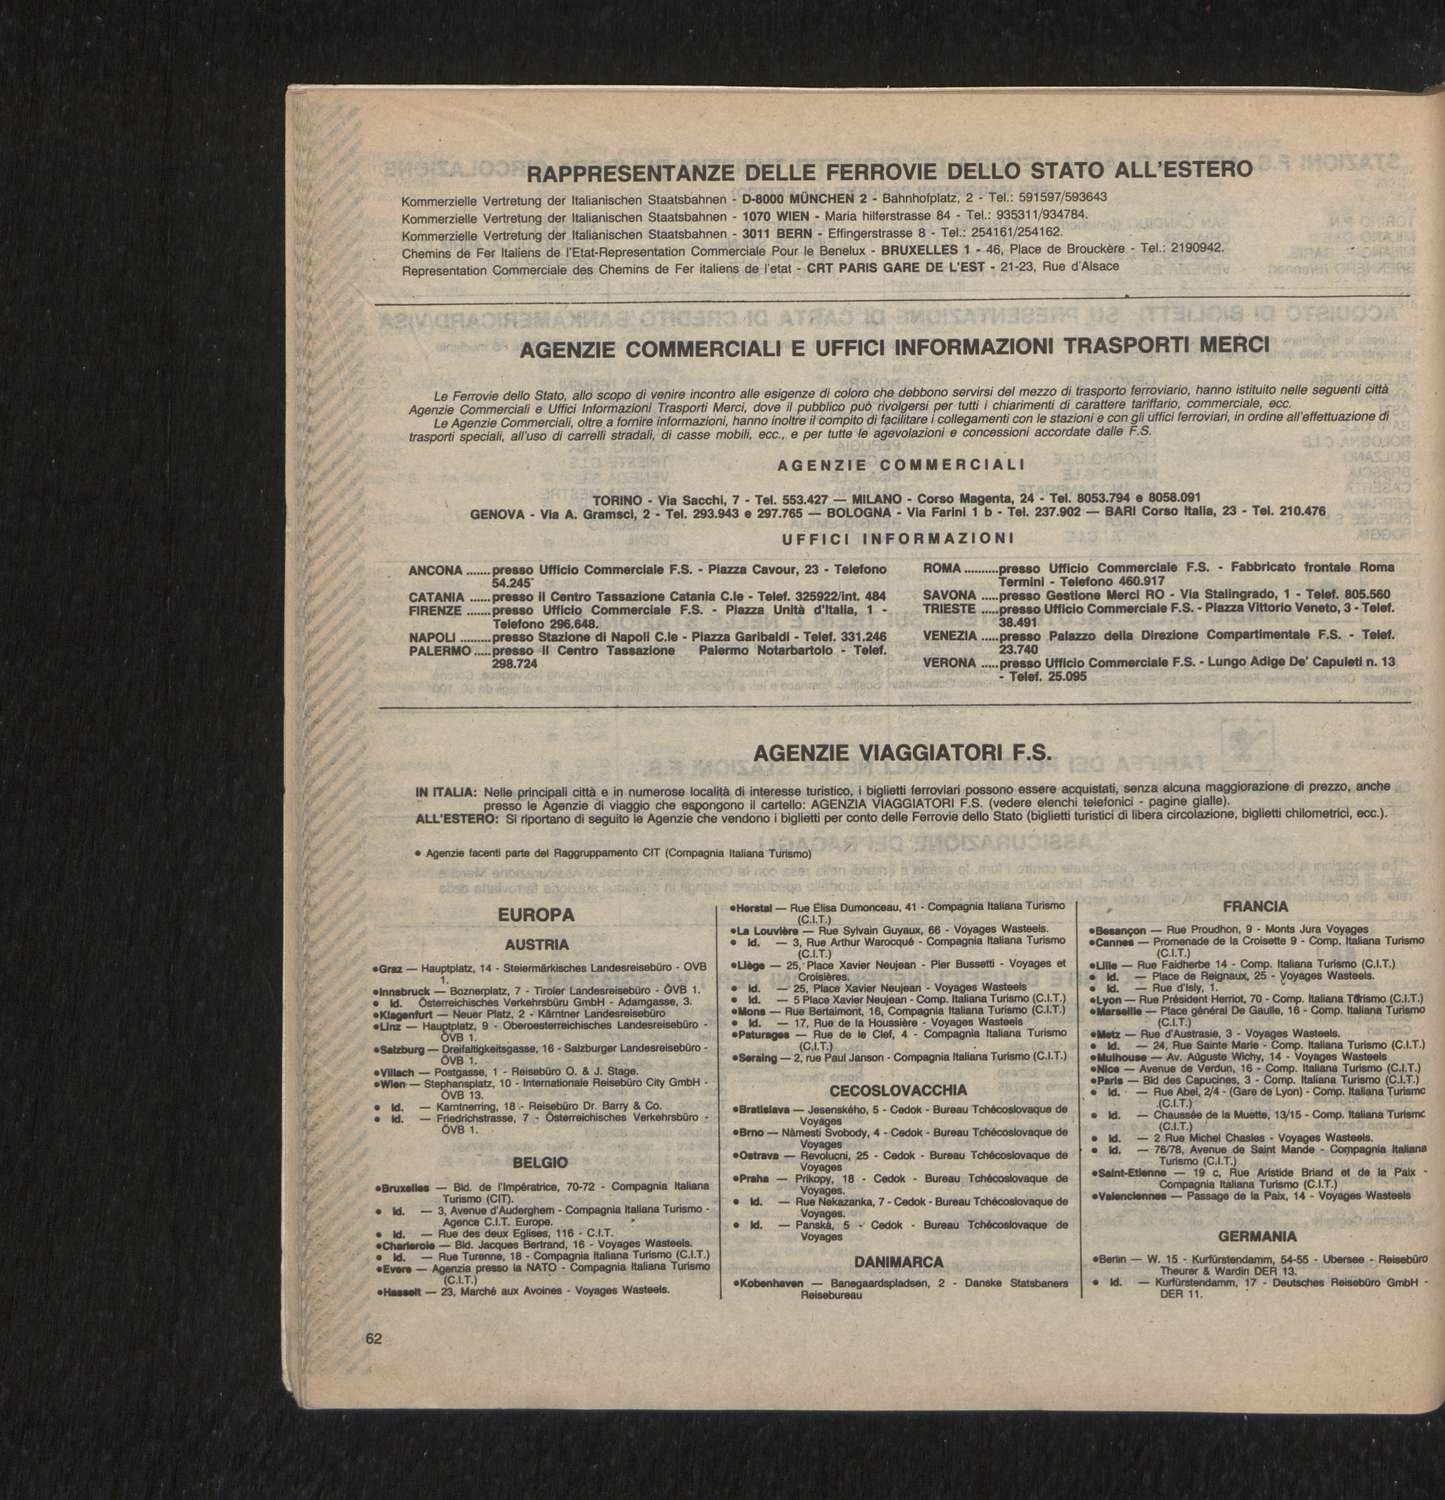 RAPPRESENTANZE DELLE FERROVIE DELLO STATO ALL'ESTERO
Kommerzielle Vertretung der Italianischen Staatsbahnen - D-8000 MÜNCHEN 2 - Bahnhofplatz, 2 - Tel.: 591597/593643
Kommerzielle Vertretung der Italianischen Staatsbahnen - 1070 WIEN - Maria hilferstrasse 84 - Tel.: 935311/934784.
Kommerzielle Vertretung der Italianischen Staatsbahnen - 3011 BERN - Effingerstrasse 8 - Tel.: 254161/254162.
Chemins de Fer Italiens de l'Etat-Representation Commerciale Pour le Benelux - BRUXELLES 1 - 46, Place de Brouckère - Tel.: 2190942.
Representation Commerciale des Chemins de Fer italiens de l'etat - CRT PARIS GARE DE L'EST - 21-23, Rue d'Alsace
AGENZIE COMMERCIALI E UFFICI INFORMAZIONI TRASPORTI MERCI
Le Ferrovie dello Stato, allo scopo di venire incontro alle esigenze di coloro che debbono servirsi del mezzo di trasporto ferroviario, hanno istituito nelle seguenti città
Agenzie Commerciali e Uffici Informazioni Trasporti Merci, dove il pubblico può rivolgersi per tutti i chiarimenti di carattere tariffario, commerciale, ecc.
Le Agenzie Commerciali, oltre a fornire informazioni, hanno inoltre il compito di facilitare i collegamenti con le stazioni e con gli uffici ferroviari, in ordine all'effettuazione di
trasporti speciali, all'uso di carrelli stradali, di casse mobili, ecc., e per tutte le agevolazioni e concessioni accordate dalle F.S.
AGENZIE COMMERCIALI
TORINO - Via Sacchi, 7 - Tel. 553.427 — MILANO - Corso Magenta, 24 - Tel. 8053.794 e 8058.091
GENOVA - Via A. Gramsci, 2 - Tel. 293.943 e 297.765 — BOLOGNA - Via Farini 1 b - Tel. 237.902 — BARI Corso Italia, 23 - Tel. 210.476
UFFICI INFORMAZIONI
ANCONA .......presso Ufficio Commerciale F.S. - Piazza Cavour, 23 - Telefono
54.245
CATANIA ......presso il Centro Tassazione Catania C.le - Telef. 325922/int. 484
FIRENZE .......presso Ufficio Commerciale F.S. - Piazza Unità d'Italia, 1 -
Telefono 296.648.
NAPOLI .........presso Stazione di Napoli C.le - Piazza Garibaldi - Telef. 331.246
PALERMO.....presso il Centro Tassazione Palermo Notarbartolo - Telef.
298.724
ROMA ..........presso Ufficio Commerciale F.S. - Fabbricato frontale Roma
Termini - Telefono 460.917
SAVONA .....presso Gestione Merci RO - Via Stalingrado, 1 - Telef. 805.560
TRIESTE .....presso Ufficio Commerciale F.S. - Piazza Vittorio Veneto, 3 - Telef.
38.491
VENEZIA .....presso Palazzo della Direzione Compartimentale F.S. - Telef.
23.740
VERONA .....presso Ufficio Commerciale F.S. - Lungo Adige De' Capuleti n. 13
- Telef. 25.095
AGENZIE VIAGGIATORI F.S.
IN ITALIA: Nelle principali città e in numerose località di interesse turistico, i biglietti ferroviari possono essere acquistati, senza alcuna maggiorazione di prezzo, anche
presso le Agenzie di viaggio che espongono il cartello: AGENZIA VIAGGIATORI F.S. (vedere elenchi telefonici - pagine gialle).
ALL'ESTERO: Si riportano di seguito le Agenzie che vendono i biglietti per conto delle Ferrovie dello Stato (biglietti turistici di libera circolazione, biglietti chilometrici, ecc.).
● Agenzie facenti parte del Raggruppamento CIT (Compagnia Italiana Turismo)
EUROPA
AUSTRIA
●Graz — Hauptplatz, 14 - Steiermärkisches Landesreisebüro - OVB
1.
●Innsbruck — Boznerplatz, 7 - Tiroler Landesreisebüro - ÖVB 1.
● Id. Österreichisches Verkehrsbüru GmbH - Adamgasse, 3.
●Klagenfurt — Neuer Platz, 2 - Kärntner Landesreisebüro
●Linz — Hauptplatz, 9 - Oberoesterreichisches Landesreisebüro -
ÖVB 1.
●Salzburg — Dreifaltigkeitsgasse, 16 - Salzburger Landesreisebüro -
ÖVB 1.
●Villach — Postgasse, 1 - Reisebüro O. & J. Stage.
●Wien — Stephansplatz, 10 - Internationale Reisebüro City GmbH -
ÖVB 13.
● Id. — Karntnerring, 18 - Reisebüro Dr. Barry & Co.
● Id. — Friedrichstrasse, 7 - Österreichisches Verkehrsbüro -
ÖVB 1.
BELGIO
●Bruxelles — Bld. de l'Impératrice, 70-72 - Compagnia Italiana
Turismo (CIT).
● Id. — 3, Avenue d'Auderghem - Compagnia Italiana Turismo -
Agence C.I.T. Europe.
● Id. — Rue des deux Eglises, 116 - C.I.T.
●Charleroie — Bld. Jacques Bertrand, 16 - Voyages Wasteels.
● Id. — Rue Turenne, 18 - Compagnia Italiana Turismo (C.I.T.)
●Evere — Agenzia presso la NATO - Compagnia Italiana Turismo
(C.I.T.)
●Hasselt — 23, Marché aux Avoines - Voyages Wasteels.
●Herstal — Rue Elisa Dumonceau, 41 - Compagnia Italiana Turismo
(C.I.T.)
●La Louvière — Rue Sylvain Guyaux, 66 - Voyages Wasteels.
● Id. — 3, Rue Arthur Warocqué - Compagnia Italiana Turismo
(C.I.T.)
●Liège — 25, Place Xavier Neujean - Pier Bussetti - Voyages et
Croisières.
● Id. — 25, Place Xavier Neujean - Voyages Wasteels
● Id. — 5 Place Xavier Neujean - Comp. Italiana Turismo (C.I.T.)
●Mons — Rue Bertaimont, 16, Compagnia Italiana Turismo (C.I.T.)
● Id. — 17, Rue de la Houssière - Voyages Wasteels
●Paturages — Rue de le Clef, 4 - Compagnia Italiana Turismo
(C.I.T.)
●Seraing — 2, rue Paul Janson - Compagnia Italiana Turismo (C.I.T.)
CECOSLOVACCHIA
●Bratislava — Jesenského, 5 - Cedok - Bureau Tchécoslovaque de
Voyages
●Brno — Nàmesti Svobody, 4 - Cedok - Bureau Tchécoslovaque de
Voyages
●Ostrava — Revolucni, 25 - Cedok - Bureau Tchécoslovaque de
Voyages
●Praha — Prikopy, 18 - Cedok - Bureau Tchécoslovaque de
Voyages.
● Id. — Rue Nekazanka, 7 - Cedok - Bureau Tchécoslovaque de
Voyages.
● Id. — Panskà, 5 - Cedok - Bureau Tchécoslovaque de
Voyages
DANIMARCA
●Kobenhaven — Banegaardspladsen, 2 - Danske Statsbaners
Reisebureau
FRANCIA
●Besançon — Rue Proudhon, 9 - Monts Jura Voyages
●Cannes — Promenade de la Croisette 9 - Comp. Italiana Turismo
(C.I.T.)
●Lille — Rue Faidherbe 14 - Comp. Italiana Turismo (C.I.T.)
● Id. — Place de Reignaux, 25 - Voyages Wasteels.
● Id. — Rue d'Isly, 1.
●Lyon — Rue Président Herriot, 70 - Comp. Italiana Turismo (C.I.T.)
●Marseille — Place général De Gaulle, 16 - Comp. Italiana Turismo
(C.I.T.)
●Metz — Rue d'Austrasie, 3 - Voyages Wasteels.
● Id. — 24, Rue Sainte Marie - Comp. Italiana Turismo (C.I.T.)
●Mulhouse — Av. Auguste Wichy, 14 - Voyages Wasteels
●Nice — Avenue de Verdun, 16 - Comp. Italiana Turismo (C.I.T.)
●Paris — Bld des Capucines, 3 - Comp. Italiana Turismo (C.I.T.)
● Id. — Rue Abel, 2/4 - (Gare de Lyon) - Comp. Italiana Turismo
(C.I.T.)
● Id. — Chaussée de la Muette, 13/15 - Comp. Italiana Turismo
(C.I.T.)
● Id. — 2 Rue Michel Chasles - Voyages Wasteels.
● Id. — 76/78, Avenue de Saint Mande - Compagnia Italiana
Turismo (C.I.T.)
●Saint-Etienne — 19 c, Rue Aristide Briand et de la Paix -
Compagnia Italiana Turismo (C.I.T.)
●Valenciennes — Passage de la Paix, 14 - Voyages Wasteels
GERMANIA
●Berlin — W. 15 - Kurfürstendamm, 54-55 - Ubersee - Reisebüro
Theurer & Wardin DER 13.
● Id. — Kurfürstendamm, 17 - Deutsches Reisebüro GmbH -
DER 11.
62